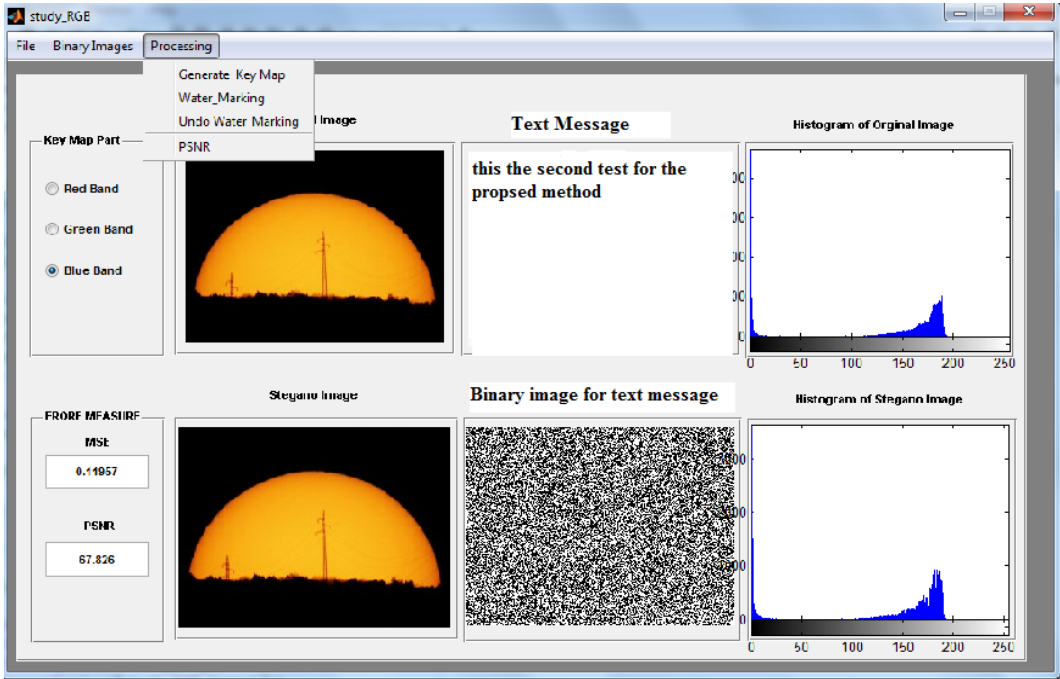 study_RGB
File Binary Images Processing
Generate Key Map
Water_Marking
Undo Water Marking
PSNR
Image
Text Message
Histogram of Orginal Image
Key Map Part
Red Band
Green Band
Blue Band
this the second test for the
propsed method
0 50 100 150 200 250
Stegano Image
Binary image for text message
Histogram of Stegano Image
MEASURE
MSE
0.11957
PSNR
67.826
0
0 50 100 150 200 250